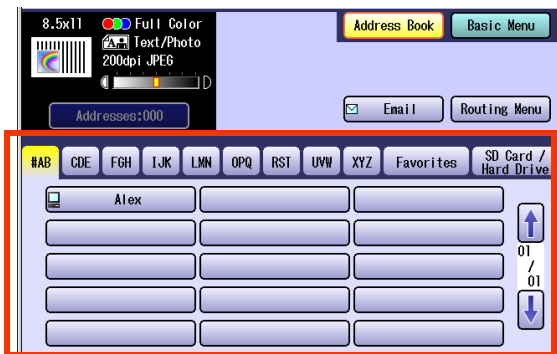 8.5x11 Full Color
Text/Photo
200dpi JPEG
D
Addresses:000
Address Book Basic Menu
Email Routing Menu
#AB CDE FGH IJK LMN OPQ RST UVW XYZ Favorites SD Card / Hard Drive
Alex
01
/
01